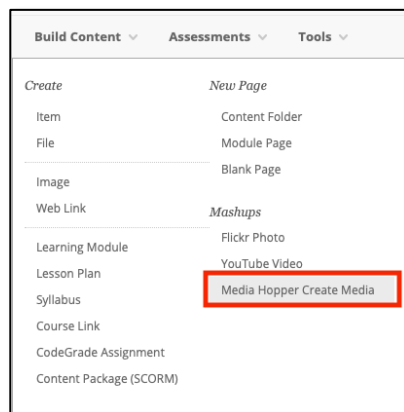 Build Content Assessments Tools
Create
Item
File
Image
Web Link
Learning Module
Lesson Plan
Syllabus
Course Link
CodeGrade Assignment
Content Package (SCORM)
New Page
Content Folder
Module Page
Blank Page
Mashups
Flickr Photo
YouTube Video
Media Hopper Create Media